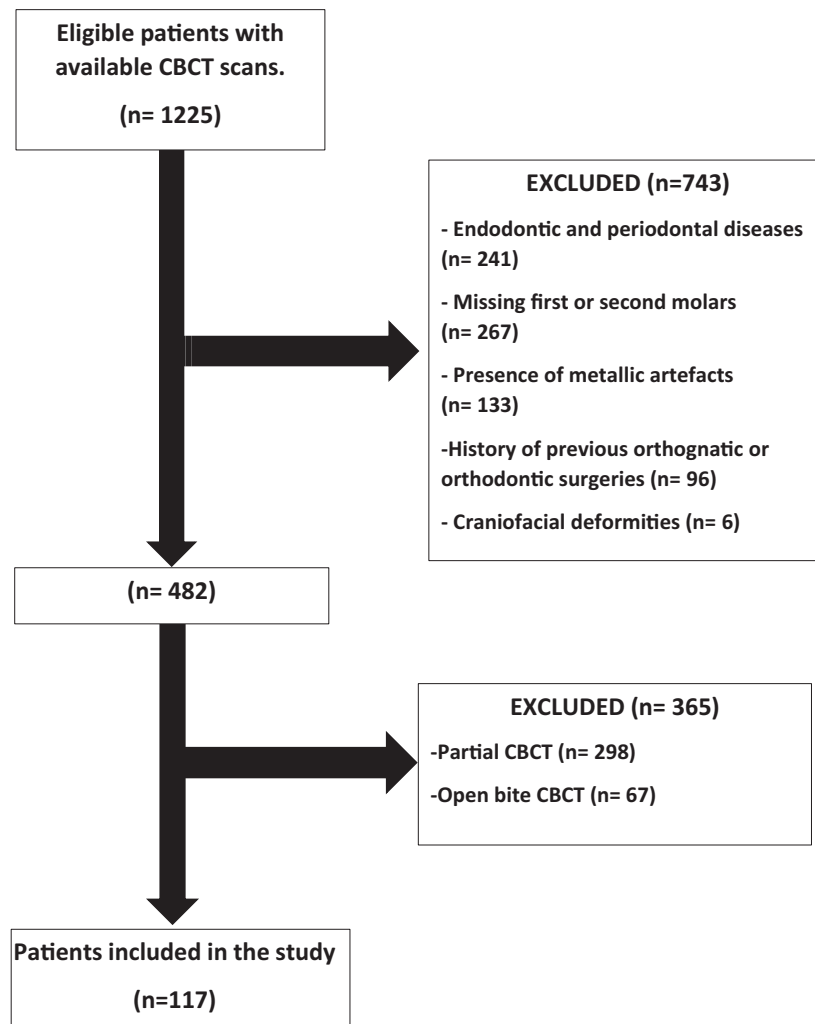 Eligible patients with
available CBCT scans.
(n= 1225)
EXCLUDED (n=743)
- Endodontic and periodontal diseases
(n= 241)
- Missing first or second molars
(n= 267)
- Presence of metallic artefacts
(n= 133)
-History of previous orthognatic or
orthodontic surgeries (n= 96)
- Craniofacial deformities (n= 6)
(n= 482)
EXCLUDED (n= 365)
-Partial CBCT (n= 298)
-Open bite CBCT (n= 67)
Patients included in the study
(n=117)